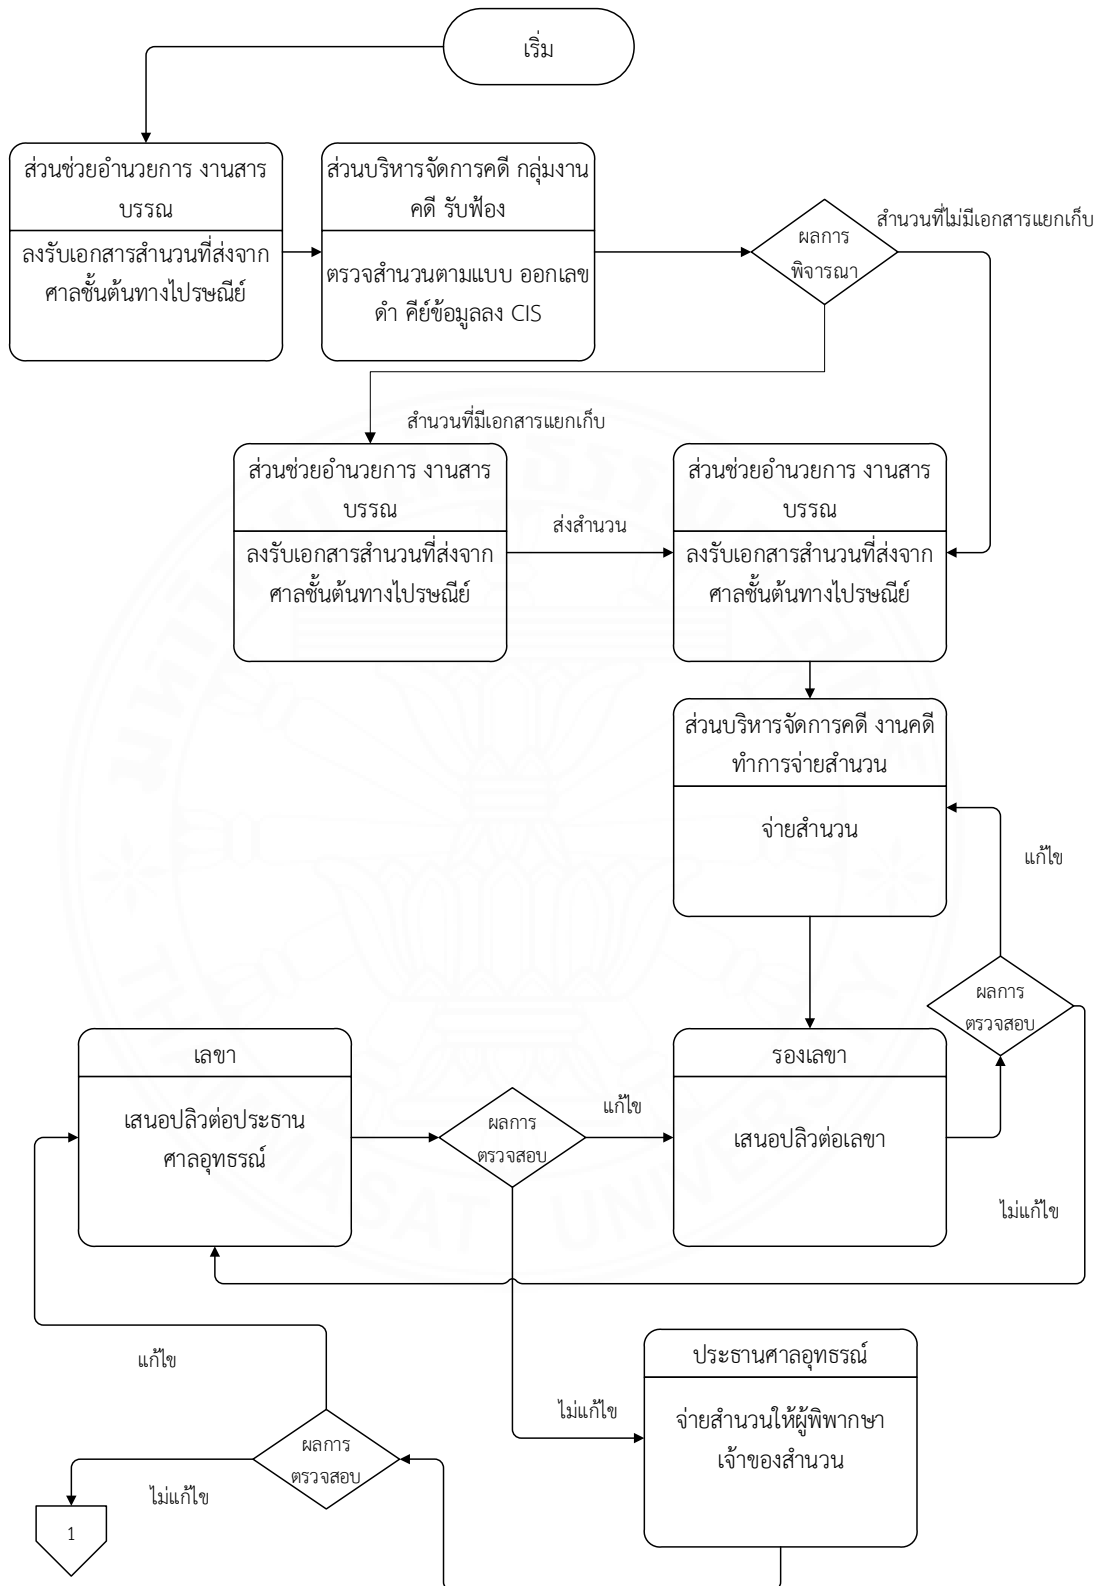 เริ่ม
ส่วนช่วยอำนวยการ งานสาร
บรรณ
ลงรับเอกสารสำนวนที่ส่งจาก
ศาลชั้นต้นทางไปรษณีย์
ส่วนบริหารจัดการคดี กลุ่มงาน
คดี รับฟ้อง
ตรวจสำนวนตามแบบ ออกเลข
ดำ คีย์ข้อมูลลง CIS
ผลการ
พิจารณา
สำนวนที่ไม่มีเอกสารแยกเก็บ
สำนวนที่มีเอกสารแยกเก็บ
ส่วนช่วยอำนวยการ งานสาร
บรรณ
ลงรับเอกสารสำนวนที่ส่งจาก
ศาลชั้นต้นทางไปรษณีย์
ส่งสำนวน
ส่วนช่วยอำนวยการ งานสาร
บรรณ
ลงรับเอกสารสำนวนที่ส่งจาก
ศาลชั้นต้นทางไปรษณีย์
ส่วนบริหารจัดการคดี งานคดี
ทำการจ่ายสำนวน
จ่ายสำนวน
แก้ไข
ผลการ
ตรวจสอบ
เลขา
เสนอปลิวต่อประธาน
ศาลอุทธรณ์
ผลการ
ตรวจสอบ
แก้ไข
รองเลขา
เสนอปลิวต่อเลขา
ไม่แก้ไข
แก้ไข
ประธานศาลอุทธรณ์
จ่ายสำนวนให้ผู้พิพากษา
เจ้าของสำนวน
ไม่แก้ไข
ผลการ
ตรวจสอบ
ไม่แก้ไข
1
THAMMASAT UNIVERSITY